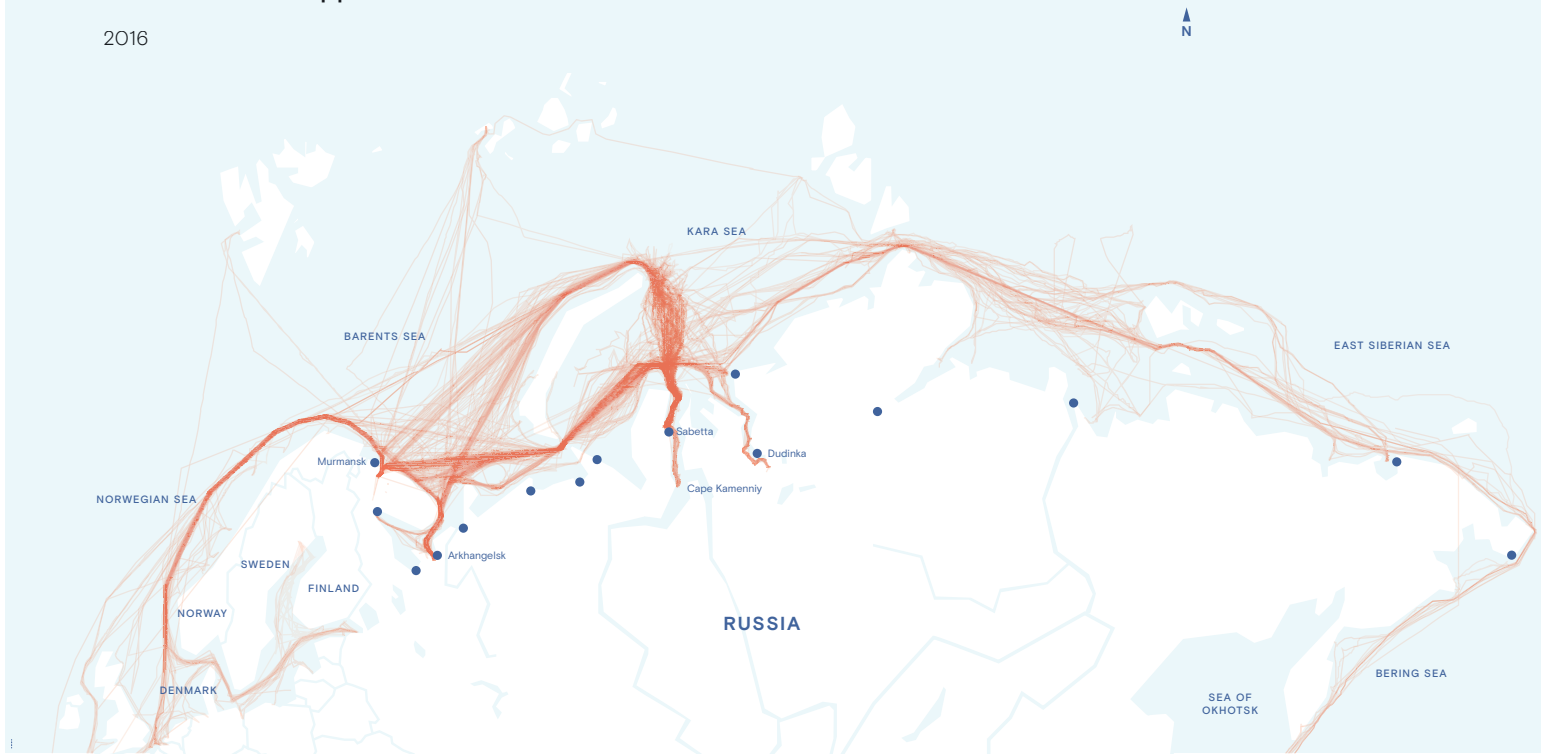 2016
N
KARA SEA
BARENTS SEA
EAST SIBERIAN SEA
Sabetta
Murmansk
Dudinka
Cape Kamenniy
NORWEGIAN SEA
Arkhangelsk
SWEDEN
FINLAND
NORWAY
RUSSIA
BERING SEA
DENMARK
SEA OF
OKHOTSK